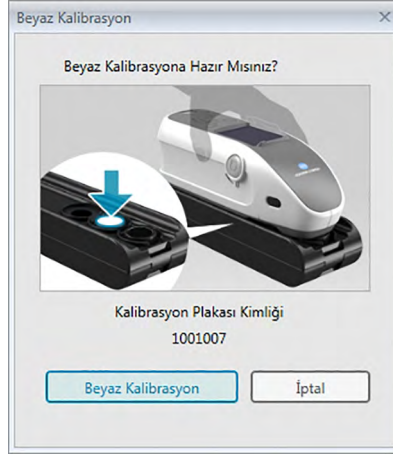 Beyaz Kalibrasyon
Beyaz Kalibrasyona Hazır Mısınız?
Kalibrasyon Plakası Kimliği
1001007
Beyaz Kalibrasyon
İptal